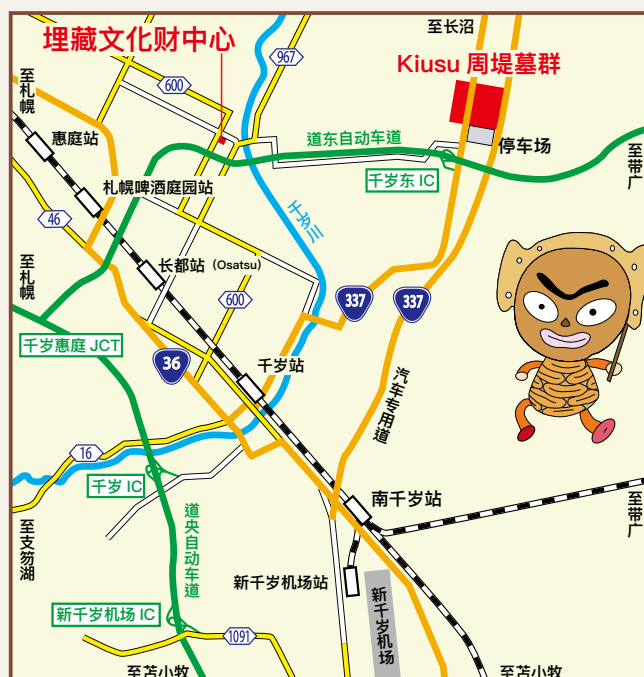 至长沼
埋藏文化财中心
967
Kiusu 周堤墓群
至札幌
600
恵庭站
道东自动车道
停车场
至带广
千岁东 IC
札幌啤酒庭园站
46
千岁川
至札幌
长都站（Osatsu）
600
337
337
千岁恵庭 JCT
36
千岁站
汽车专用道
16
千岁 IC
南千岁站
至带广
至支笏湖
道央自动车道
新千岁机场站
新千岁机场
新千岁机场 IC
1091
至苫小牧
至苫小牧